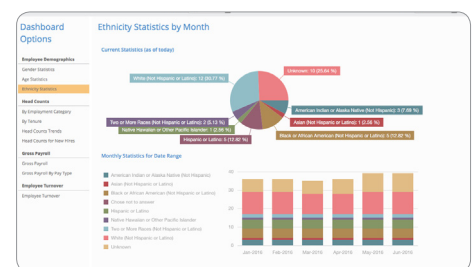 Dashboard
Options
Employee Demographics
Gender Statistics
Age Statistics
Ethnicity Statistics
Head Counts
By Employment Category
By Tenure
Head Counts Trends
Head Counts for New Hires
Gross Payroll
Gross Payroll
Gross Payroll By Pay Type
Employee Turnover
Employee Turnover
Ethnicity Statistics by Month
Current Statistics (as of today)
Unknown: 10 (25.64 %)
White (Not Hispanic or Latino): 12 (30.77 %)
American Indian or Alaska Native (Not Hispanic): 3 (7.69 %)
Two or More Races (Not Hispanic or Latino): 2 (5.13 %)
Asian (Not Hispanic or Latino): 1 (2.56 %)
Native Hawaiian or Other Pacific Islander: 1 (2.56 %)
Black or African American (Not Hispanic or Latino): 5 (12.82 %)
Hispanic or Latino: 5 (12.82 %)
Monthly Statistics for Date Range
American Indian or Alaska Native (Not Hispanic)
Asian (Not Hispanic or Latino)
Black or African American (Not Hispanic or Latino)
Chose not to answer
Hispanic or Latino
Native Hawaiian or Other Pacific Islander
Two or More Races (Not Hispanic or Latino)
White (Not Hispanic or Latino)
Unknown
40
30
20
10
0
Jan-2016 Feb-2016 Mar-2016 Apr-2016 May-2016 Jun-2016